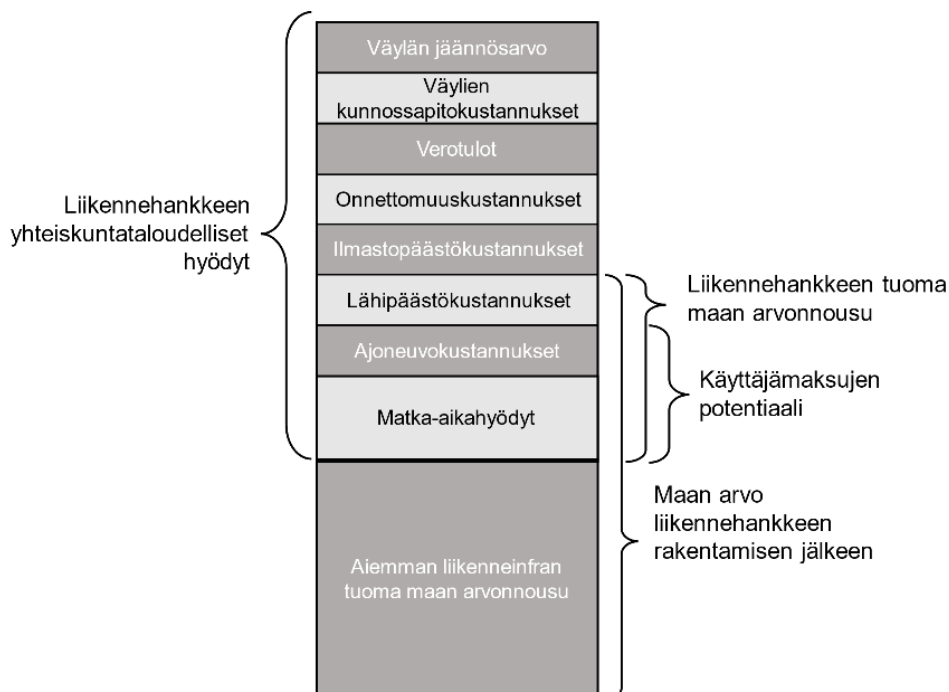 Väylän jäännösarvo
Väylien
kunnossapitokustannukset
Verotulot
Onnettomuuskustannukset
Ilmastopäästökustannukset
Lähipäästökustannukset
Ajoneuvokustannukset
Matka-aikahyödyt
Aiemman liikenneinfran
tuoma maan arvonnousu
Liikennehankkeen
yhteiskuntataloudelliset
hyödyt
Liikennehankkeen tuoma
maan arvonnousu
Käyttäjämaksujen
potentiaali
Maan arvo
liikennehankkeen
rakentamisen jälkeen